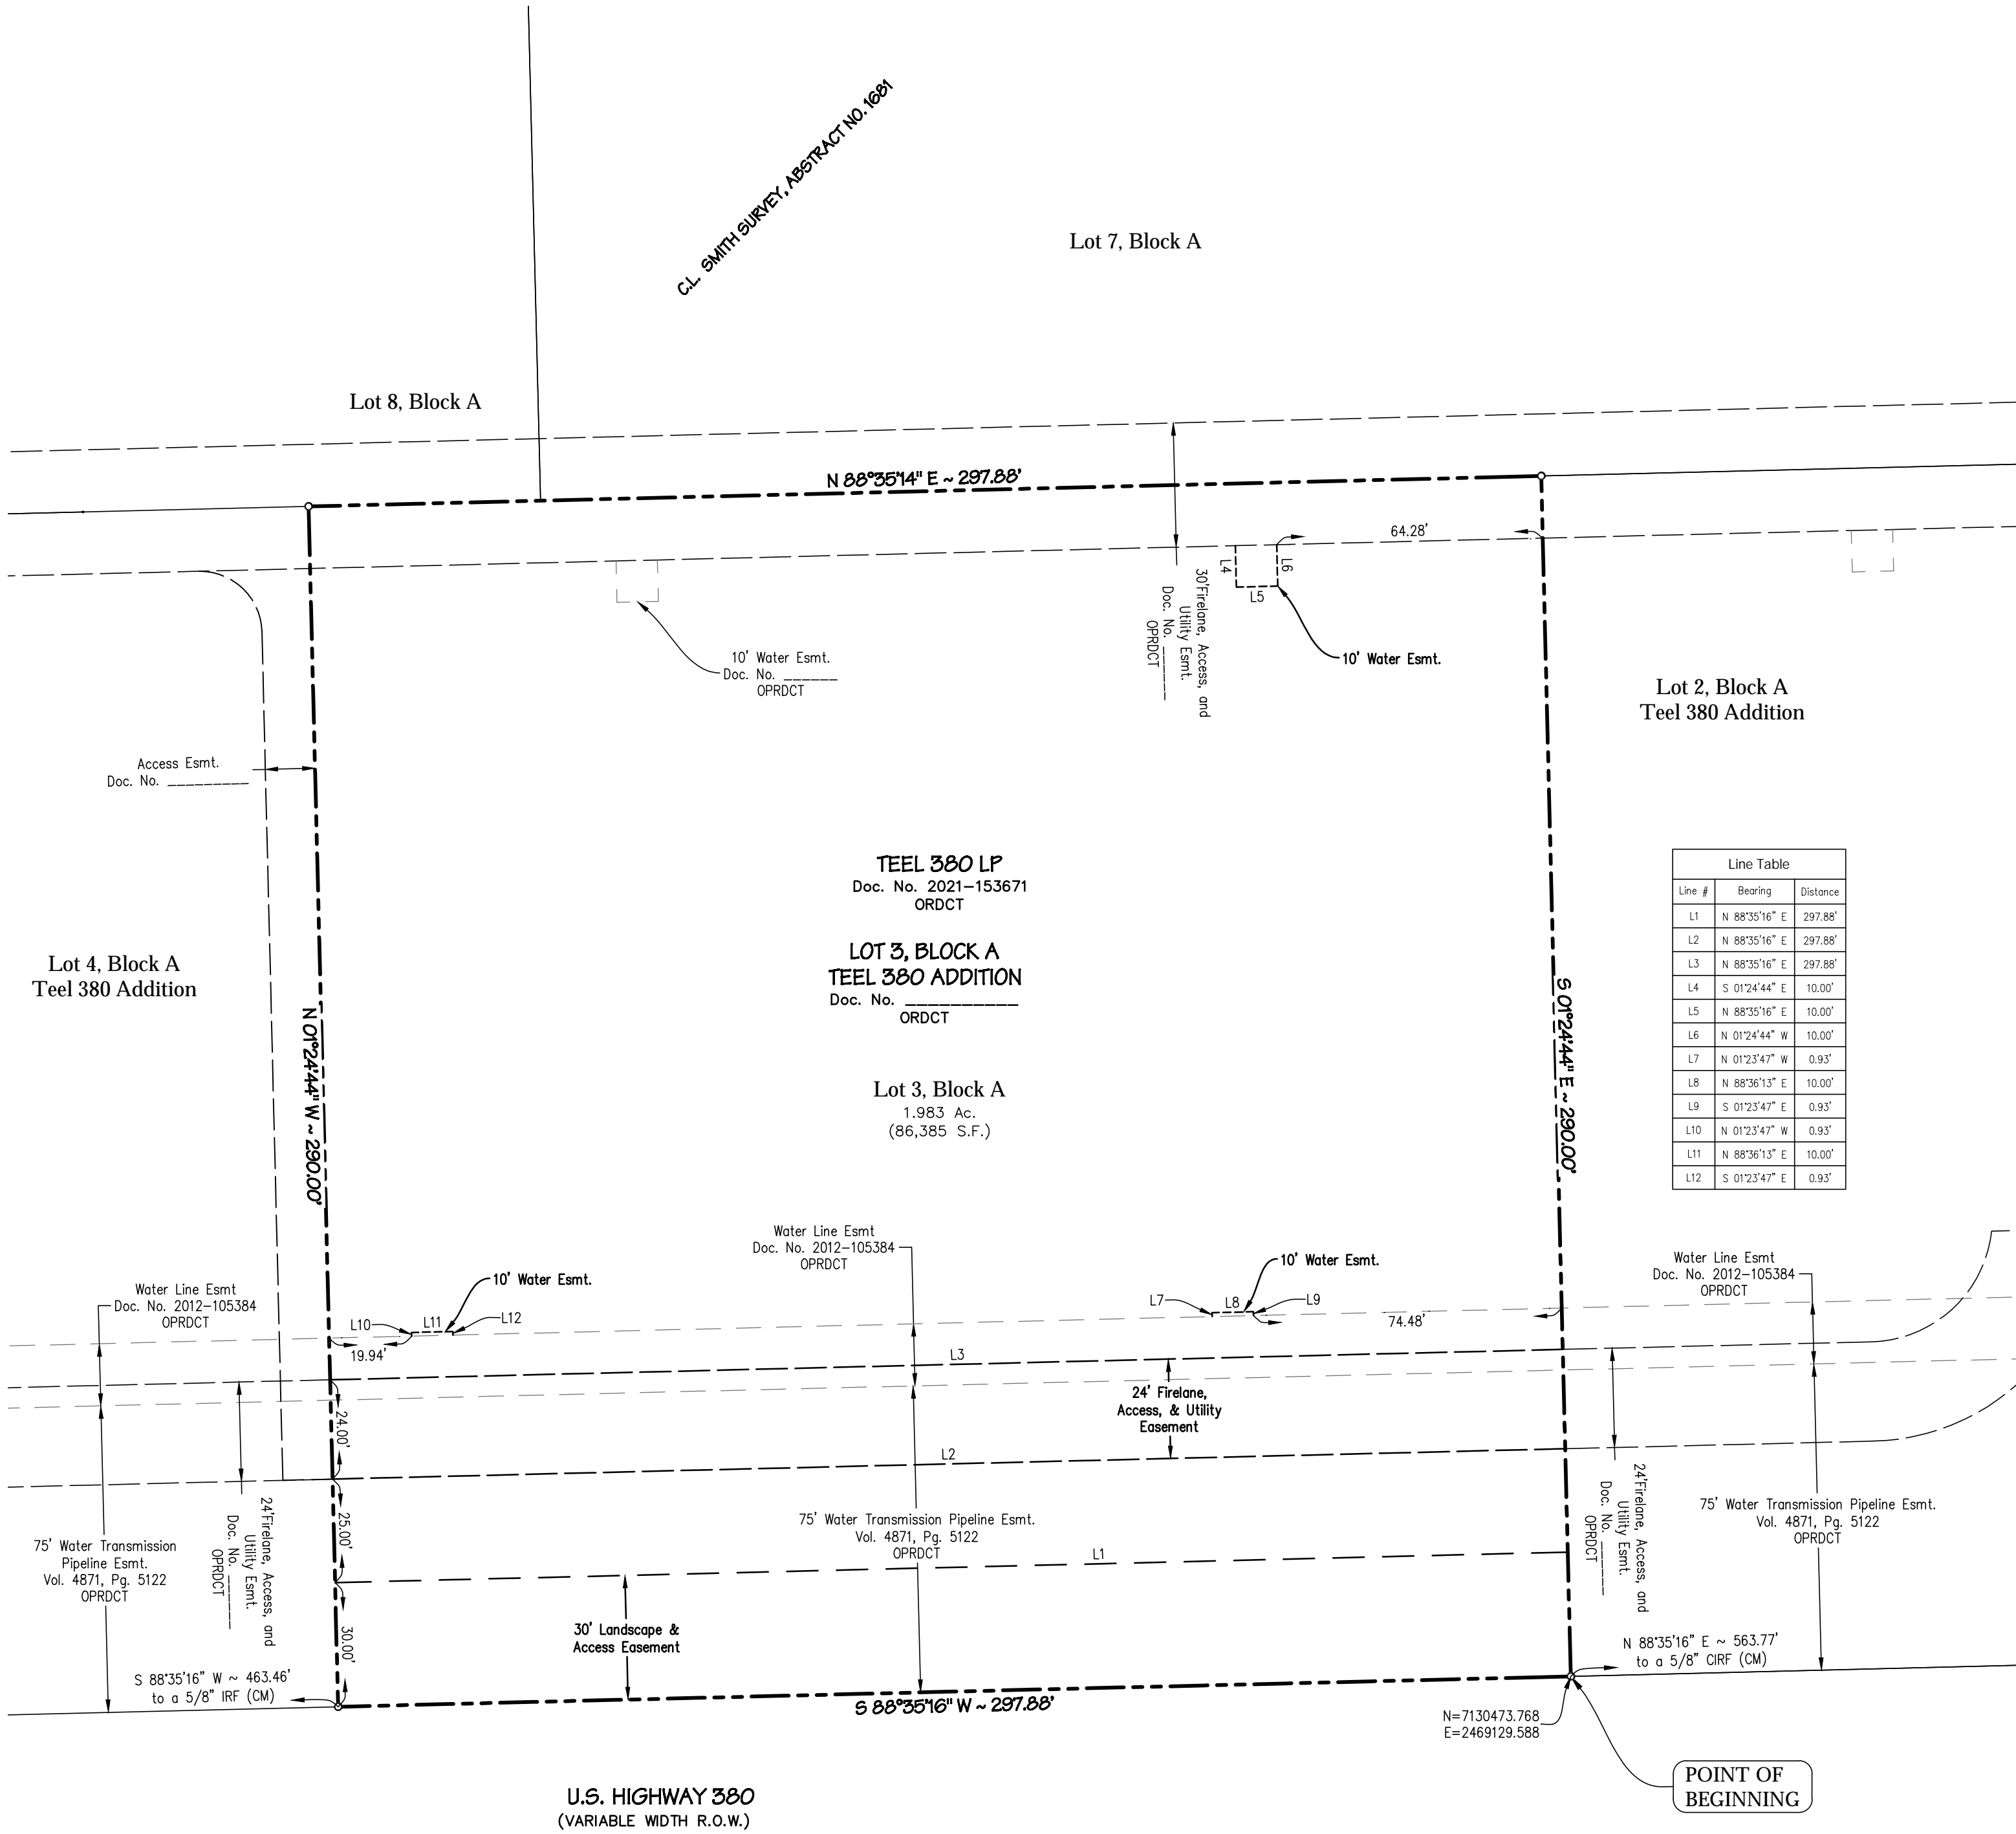 C.L. SMITH SURVEY, ABSTRACT NO. 1681
Lot 7, Block A
Lot 8, Block A
N 88°35'14" E ~ 297.88'
64.28'
L4
L6
L5
30'Firelane, Access, and
Utility Esmt.
Doc. No. ______
OPRDCT
10' Water Esmt.
Doc. No. ______
OPRDCT
10' Water Esmt.
Lot 2, Block A
Teel 380 Addition
Access Esmt.
Doc. No. _________
TEEL 380 LP
Doc. No. 2021-153671
ORDCT
LOT 3, BLOCK A
TEEL 380 ADDITION
Doc. No. __________
ORDCT
Lot 4, Block A
Teel 380 Addition
N 01°24'44" W ~ 290.00'
S 01°24'44" E ~ 290.00'
Lot 3, Block A
1.983 Ac.
(86,385 S.F.)
Line Table
Line # Bearing Distance
L1 N 88°35'16" E 297.88'
L2 N 88°35'16" E 297.88'
L3 N 88°35'16" E 297.88'
L4 S 01°24'44" E 10.00'
L5 N 88°35'16" E 10.00'
L6 N 01°24'44" W 10.00'
L7 N 01°23'47" W 0.93'
L8 N 88°36'13" E 10.00'
L9 S 01°23'47" E 0.93'
L10 N 01°23'47" W 0.93'
L11 N 88°36'13" E 10.00'
L12 S 01°23'47" E 0.93'
Water Line Esmt
Doc. No. 2012-105384
OPRDCT
10' Water Esmt.
Water Line Esmt
Doc. No. 2012-105384
OPRDCT
10' Water Esmt.
Water Line Esmt
Doc. No. 2012-105384
OPRDCT
L10
L11
L12
19.94'
L7
L8
L9
74.48'
L3
24' Firelane,
Access, & Utility
Easement
24.00'
L2
25.00'
75' Water Transmission
Pipeline Esmt.
Vol. 4871, Pg. 5122
OPRDCT
24'Firelane, Access, and
Utility Esmt.
Doc. No. ______
OPRDCT
75' Water Transmission Pipeline Esmt.
Vol. 4871, Pg. 5122
OPRDCT
L1
24'Firelane, Access, and
Utility Esmt.
Doc. No. ______
OPRDCT
75' Water Transmission Pipeline Esmt.
Vol. 4871, Pg. 5122
OPRDCT
30.00'
30' Landscape &
Access Easement
S 88°35'16" W ~ 463.46'
to a 5/8" IRF (CM)
N 88°35'16" E ~ 563.77'
to a 5/8" CIRF (CM)
S 88°35'16" W ~ 297.88'
N=7130473.768
E=2469129.588
POINT OF
BEGINNING
U.S. HIGHWAY 380
(VARIABLE WIDTH R.O.W.)